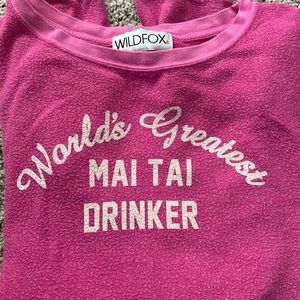 WILDFOX
World's Greatest
MAI TAI
DRINKER